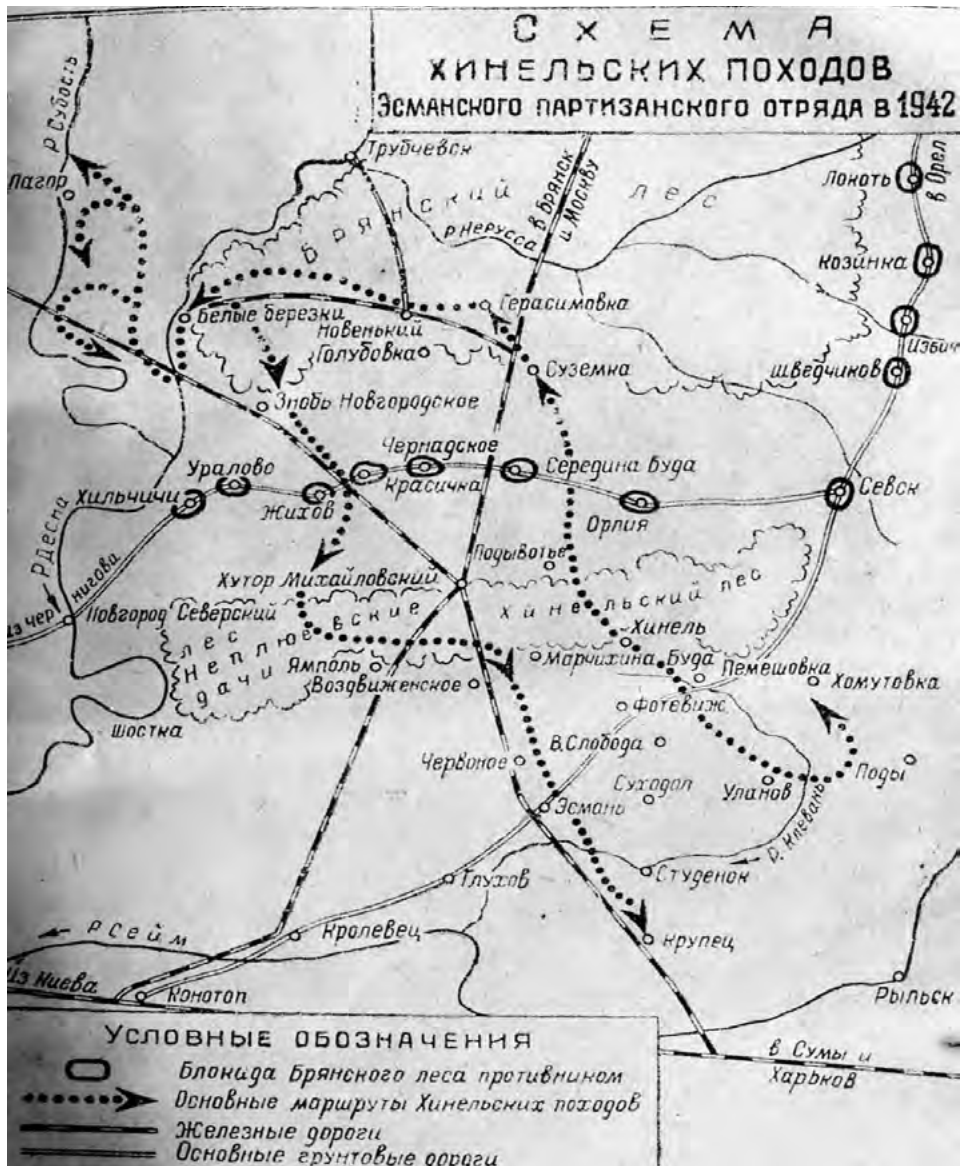 СХЕМА
ХИНЕЛЬСКИХ ПОХОДОВ
ЭСМАНСКОГО ПАРТИЗАНСКОГО ОТРЯДА В 1942
Р Субость
Трубчевск
Пагор
БРЯНСКИЙ ЛЕС
в Брянск
и Москву
Локоть
в Орел
р Нерусса
Козинка
Белые березки
Герасимовка
Новенький
Голубовка
Суземка
Избич
Шведчиков
Знобь Новгородское
Чернадское
Уралово
Красичка
Середина Буда
Хильчичи
Жихов
Орлия
Севск
Р Десна
Подывотье
Хутор Михайловский
Хинельский лес
из чернигова
Новгород Северский
лес
Неплюевские
дачи
Хинель
Ямполь
Марчихина Буда
Пемешовка
Воздвиженское
Хомутовка
Фотевиж
Шостка
В.Слобода
Червоное
Поды
Суходол
Уланов
Эсмань
р. Клевань
Студенок
Глухов
Р Сейм
Кролевец
Крупец
Из Киева
Конотоп
Рыльск
в Сумы и
Харьков
УСЛОВНЫЕ ОБОЗНАЧЕНИЯ
Блокида Брянского леса противником
Основные маршруты Хинельских походов
Железные дороги
Основные грунтовые дороги